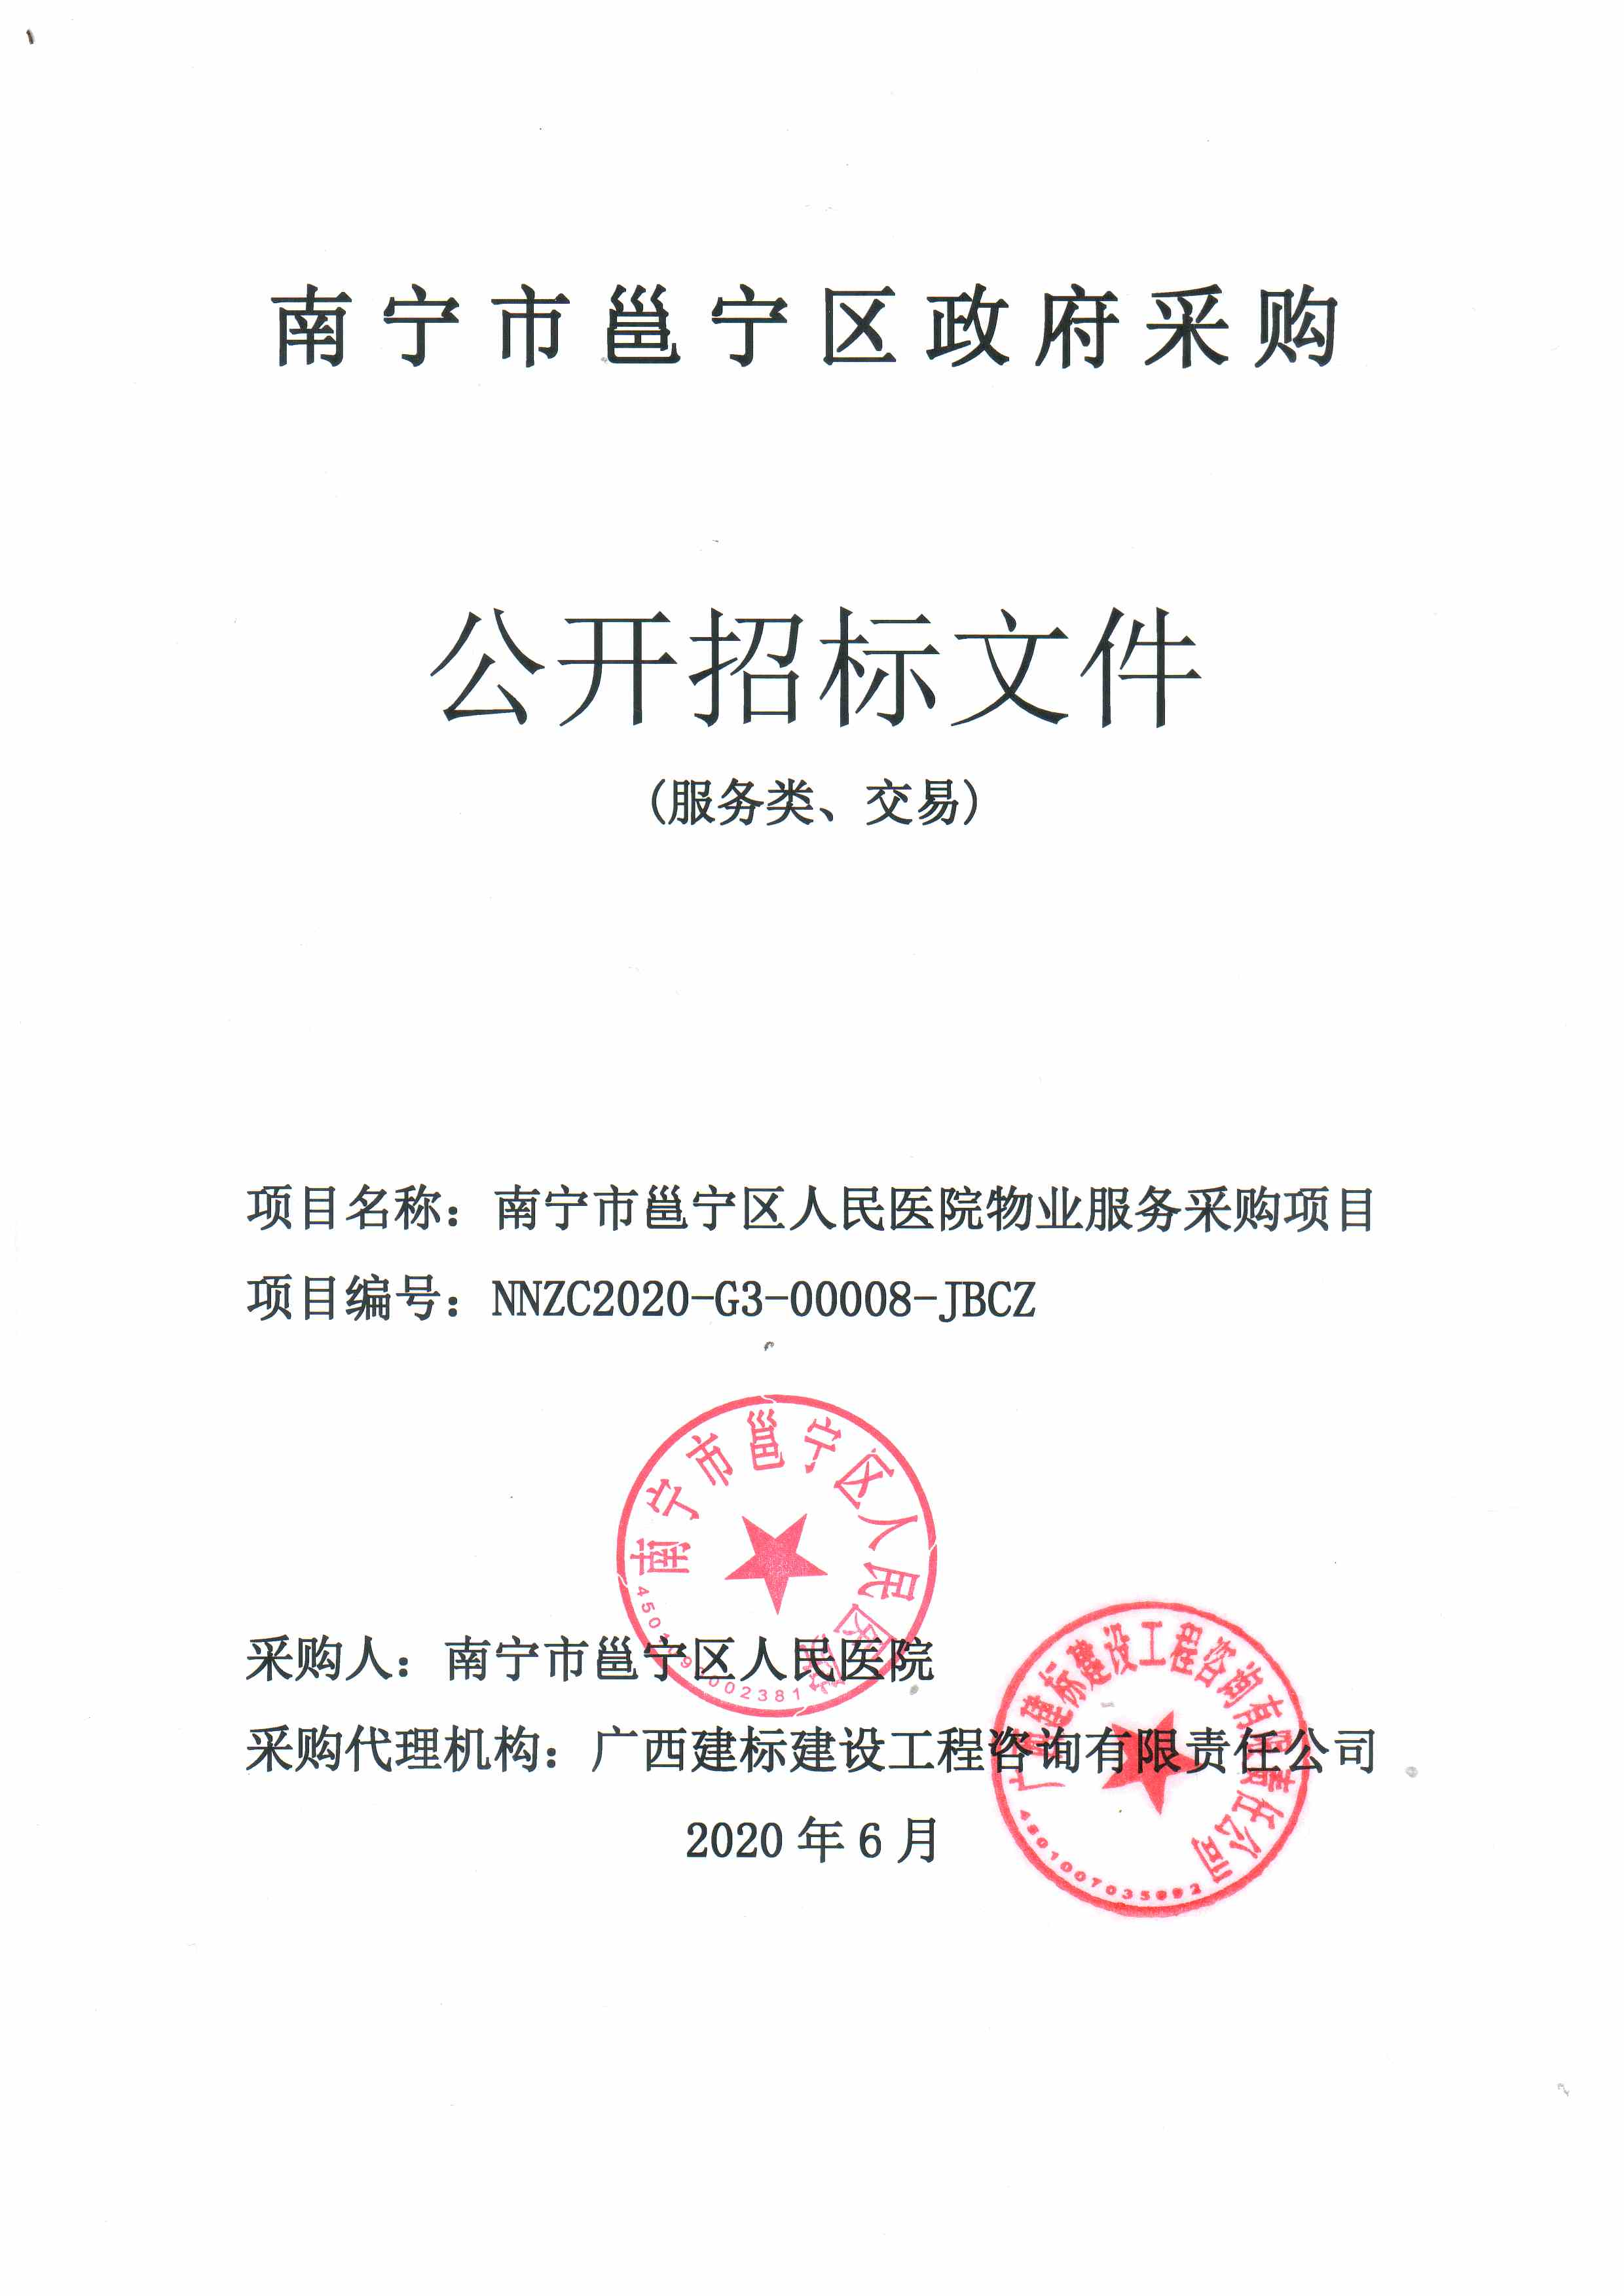 南宁市邕宁区政府采购
公开招标文件
(服务类、交易)
项目名称：南宁市邕宁区人民医院物业服务采购项目
项目编号：NNZC2020-G3-00008-JBCZ
南宁市邕宁区人民医院
采购人：南宁市邕宁区人民医院
采购代理机构：广西建标建设工程咨询有限责任公司
2020 年 6 月
广西建标建设工程咨询有限责任公司